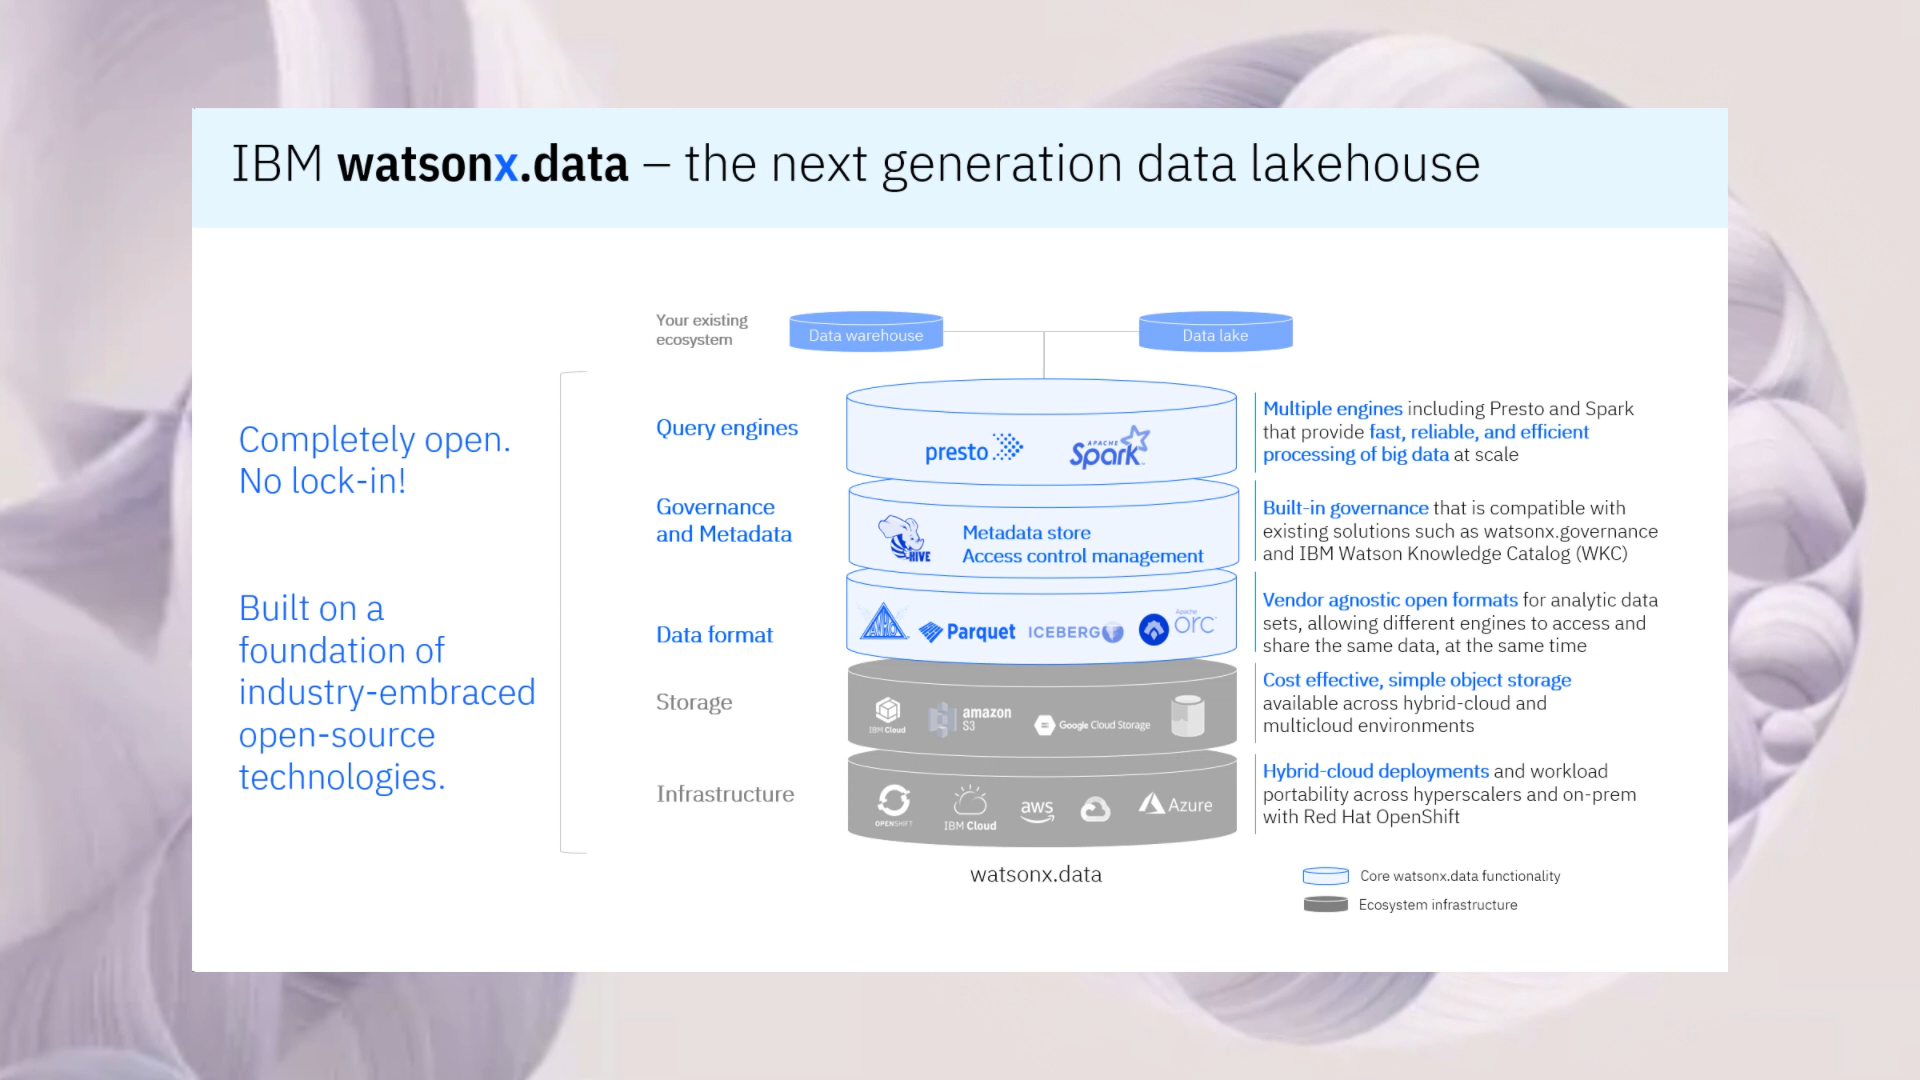 IBM watsonx.data – the next generation data lakehouse
Completely open.
No lock-in!
Built on a
foundation of
industry-embraced
open-source
technologies.
Your existing
ecosystem
Data warehouse
Data lake
Query engines
presto
APACHE
Spark
Multiple engines including Presto and Spark
that provide fast, reliable, and efficient
processing of big data at scale
Governance
and Metadata
HIVE
Metadata store
Access control management
Built-in governance that is compatible with
existing solutions such as watsonx.governance
and IBM Watson Knowledge Catalog (WKC)
Data format
AVRO
Parquet
ICEBERG
Apache
orc
Vendor agnostic open formats for analytic data
sets, allowing different engines to access and
share the same data, at the same time
Storage
IBM Cloud
amazon
S3
Google Cloud Storage
Cost effective, simple object storage
available across hybrid-cloud and
multicloud environments
Infrastructure
OPENSHIFT
IBM Cloud
aws
Azure
Hybrid-cloud deployments and workload
portability across hyperscalers and on-prem
with Red Hat OpenShift
watsonx.data
Core watsonx.data functionality
Ecosystem infrastructure